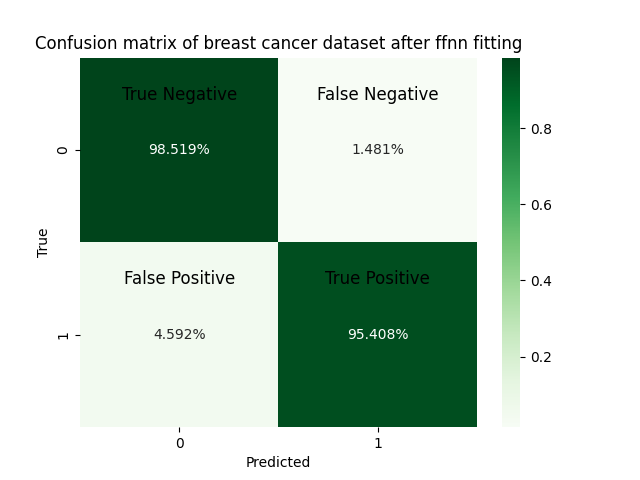 Confusion matrix of breast cancer dataset after ffnn fitting
True Negative
False Negative
0.8
0
98.519%
1.481%
0.6
True
False Positive
True Positive
0.4
1
4.592%
95.408%
0.2
0
1
Predicted